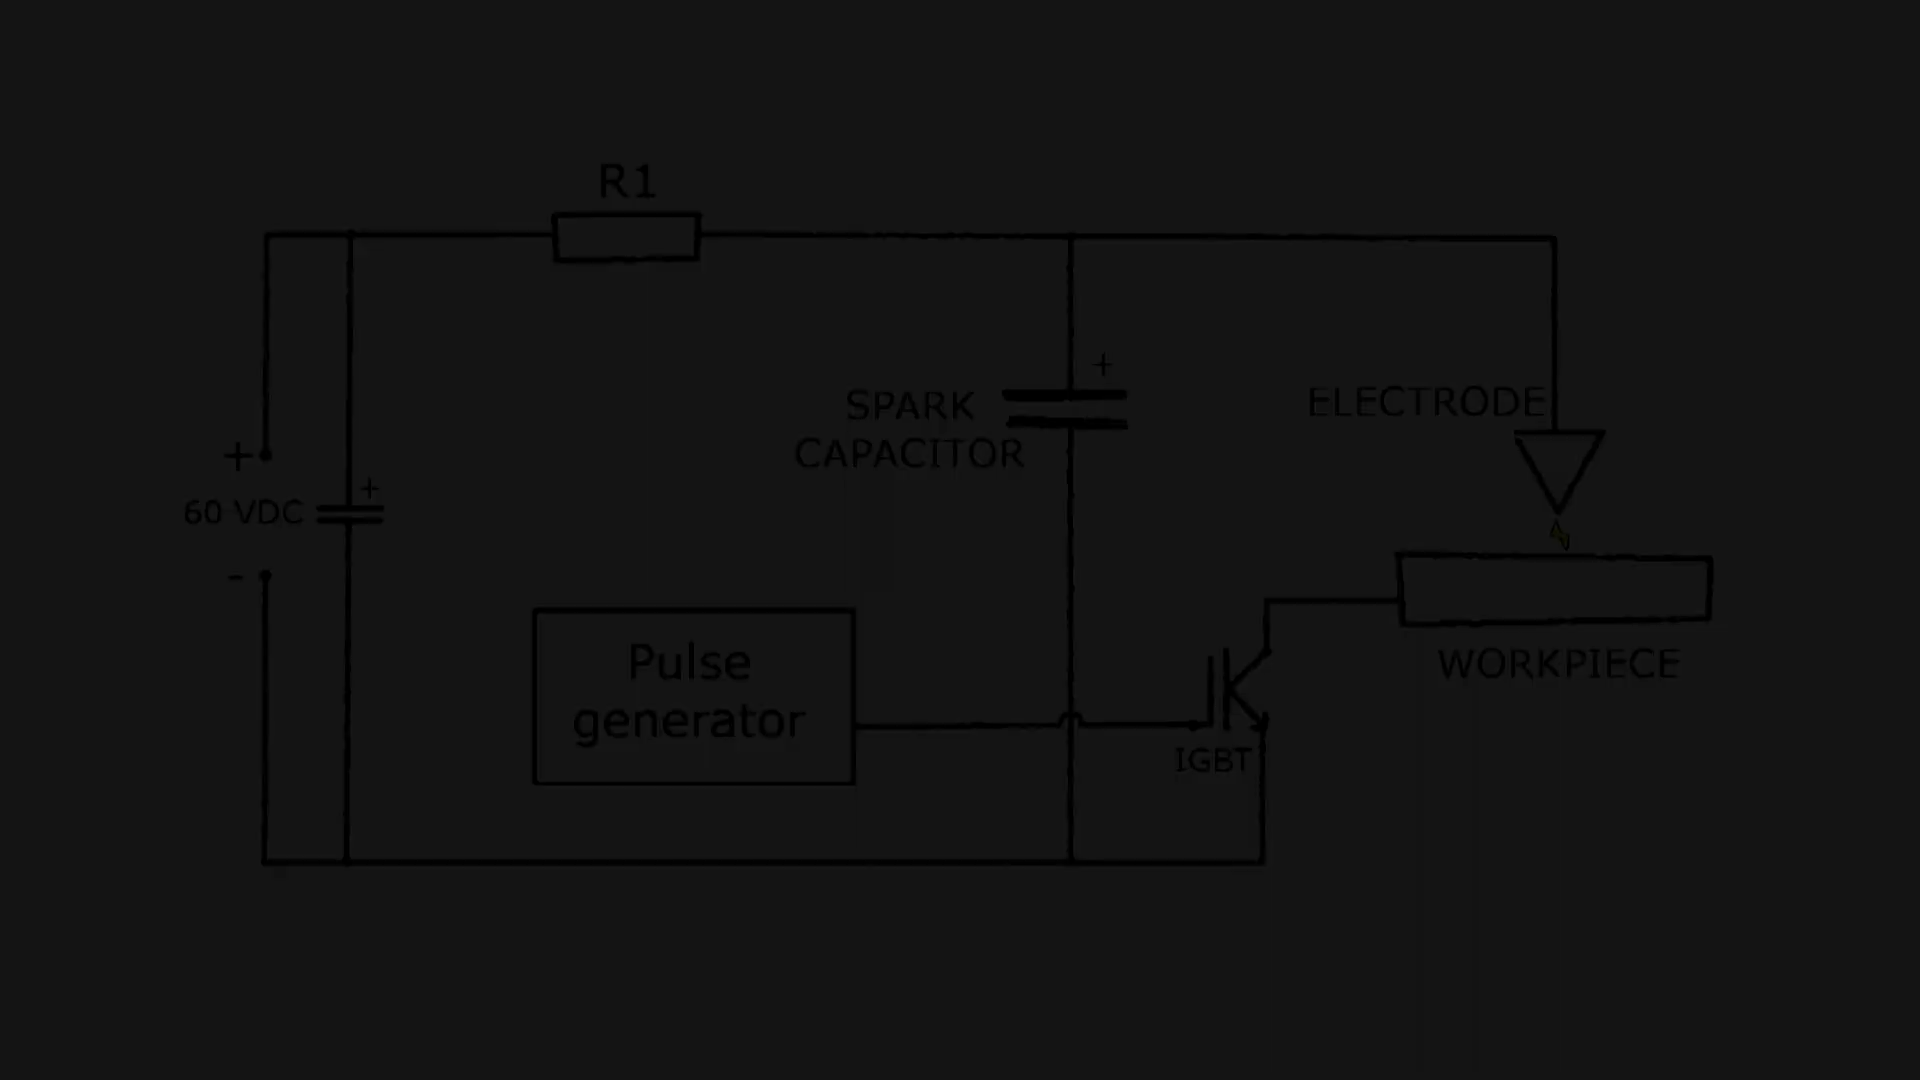 R1
+
SPARK
CAPACITOR
ELECTRODE
+
+
60 VDC
-
Pulse
generator
WORKPIECE
IGBT